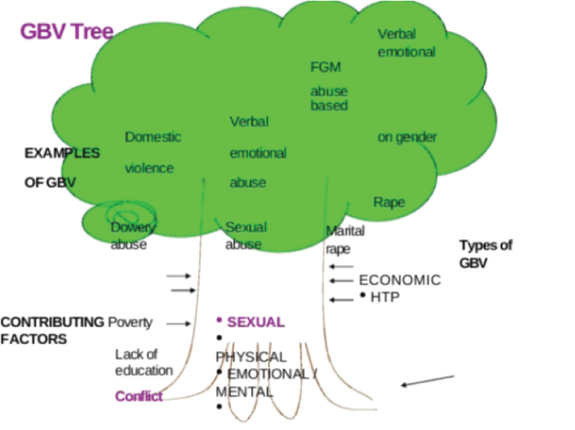 GBV Tree
Verbal
emotional
FGM
abuse
based
Verbal
Domestic
on gender
EXAMPLES
emotional
violence
OF GBV
abuse
Rape
Dowery
abuse
Sexual
abuse
Marital
rape
Types of
GBV
ECONOMIC
• HTP
CONTRIBUTING Poverty
FACTORS
• SEXUAL
•
Lack of
education
PHYSICAL
• EMOTIONAL /
Conflict
MENTAL
•